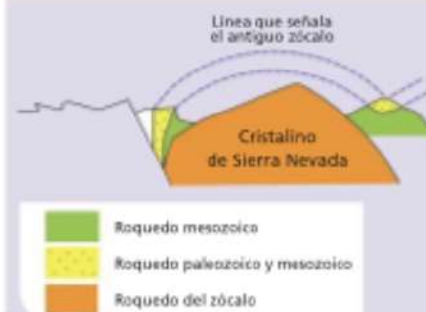 Línea que señala
el antiguo zócalo
Cristalino
de Sierra Nevada
Roquedo mesozoico
Roquedo paleozoico y mesozoico
Roquedo del zócalo